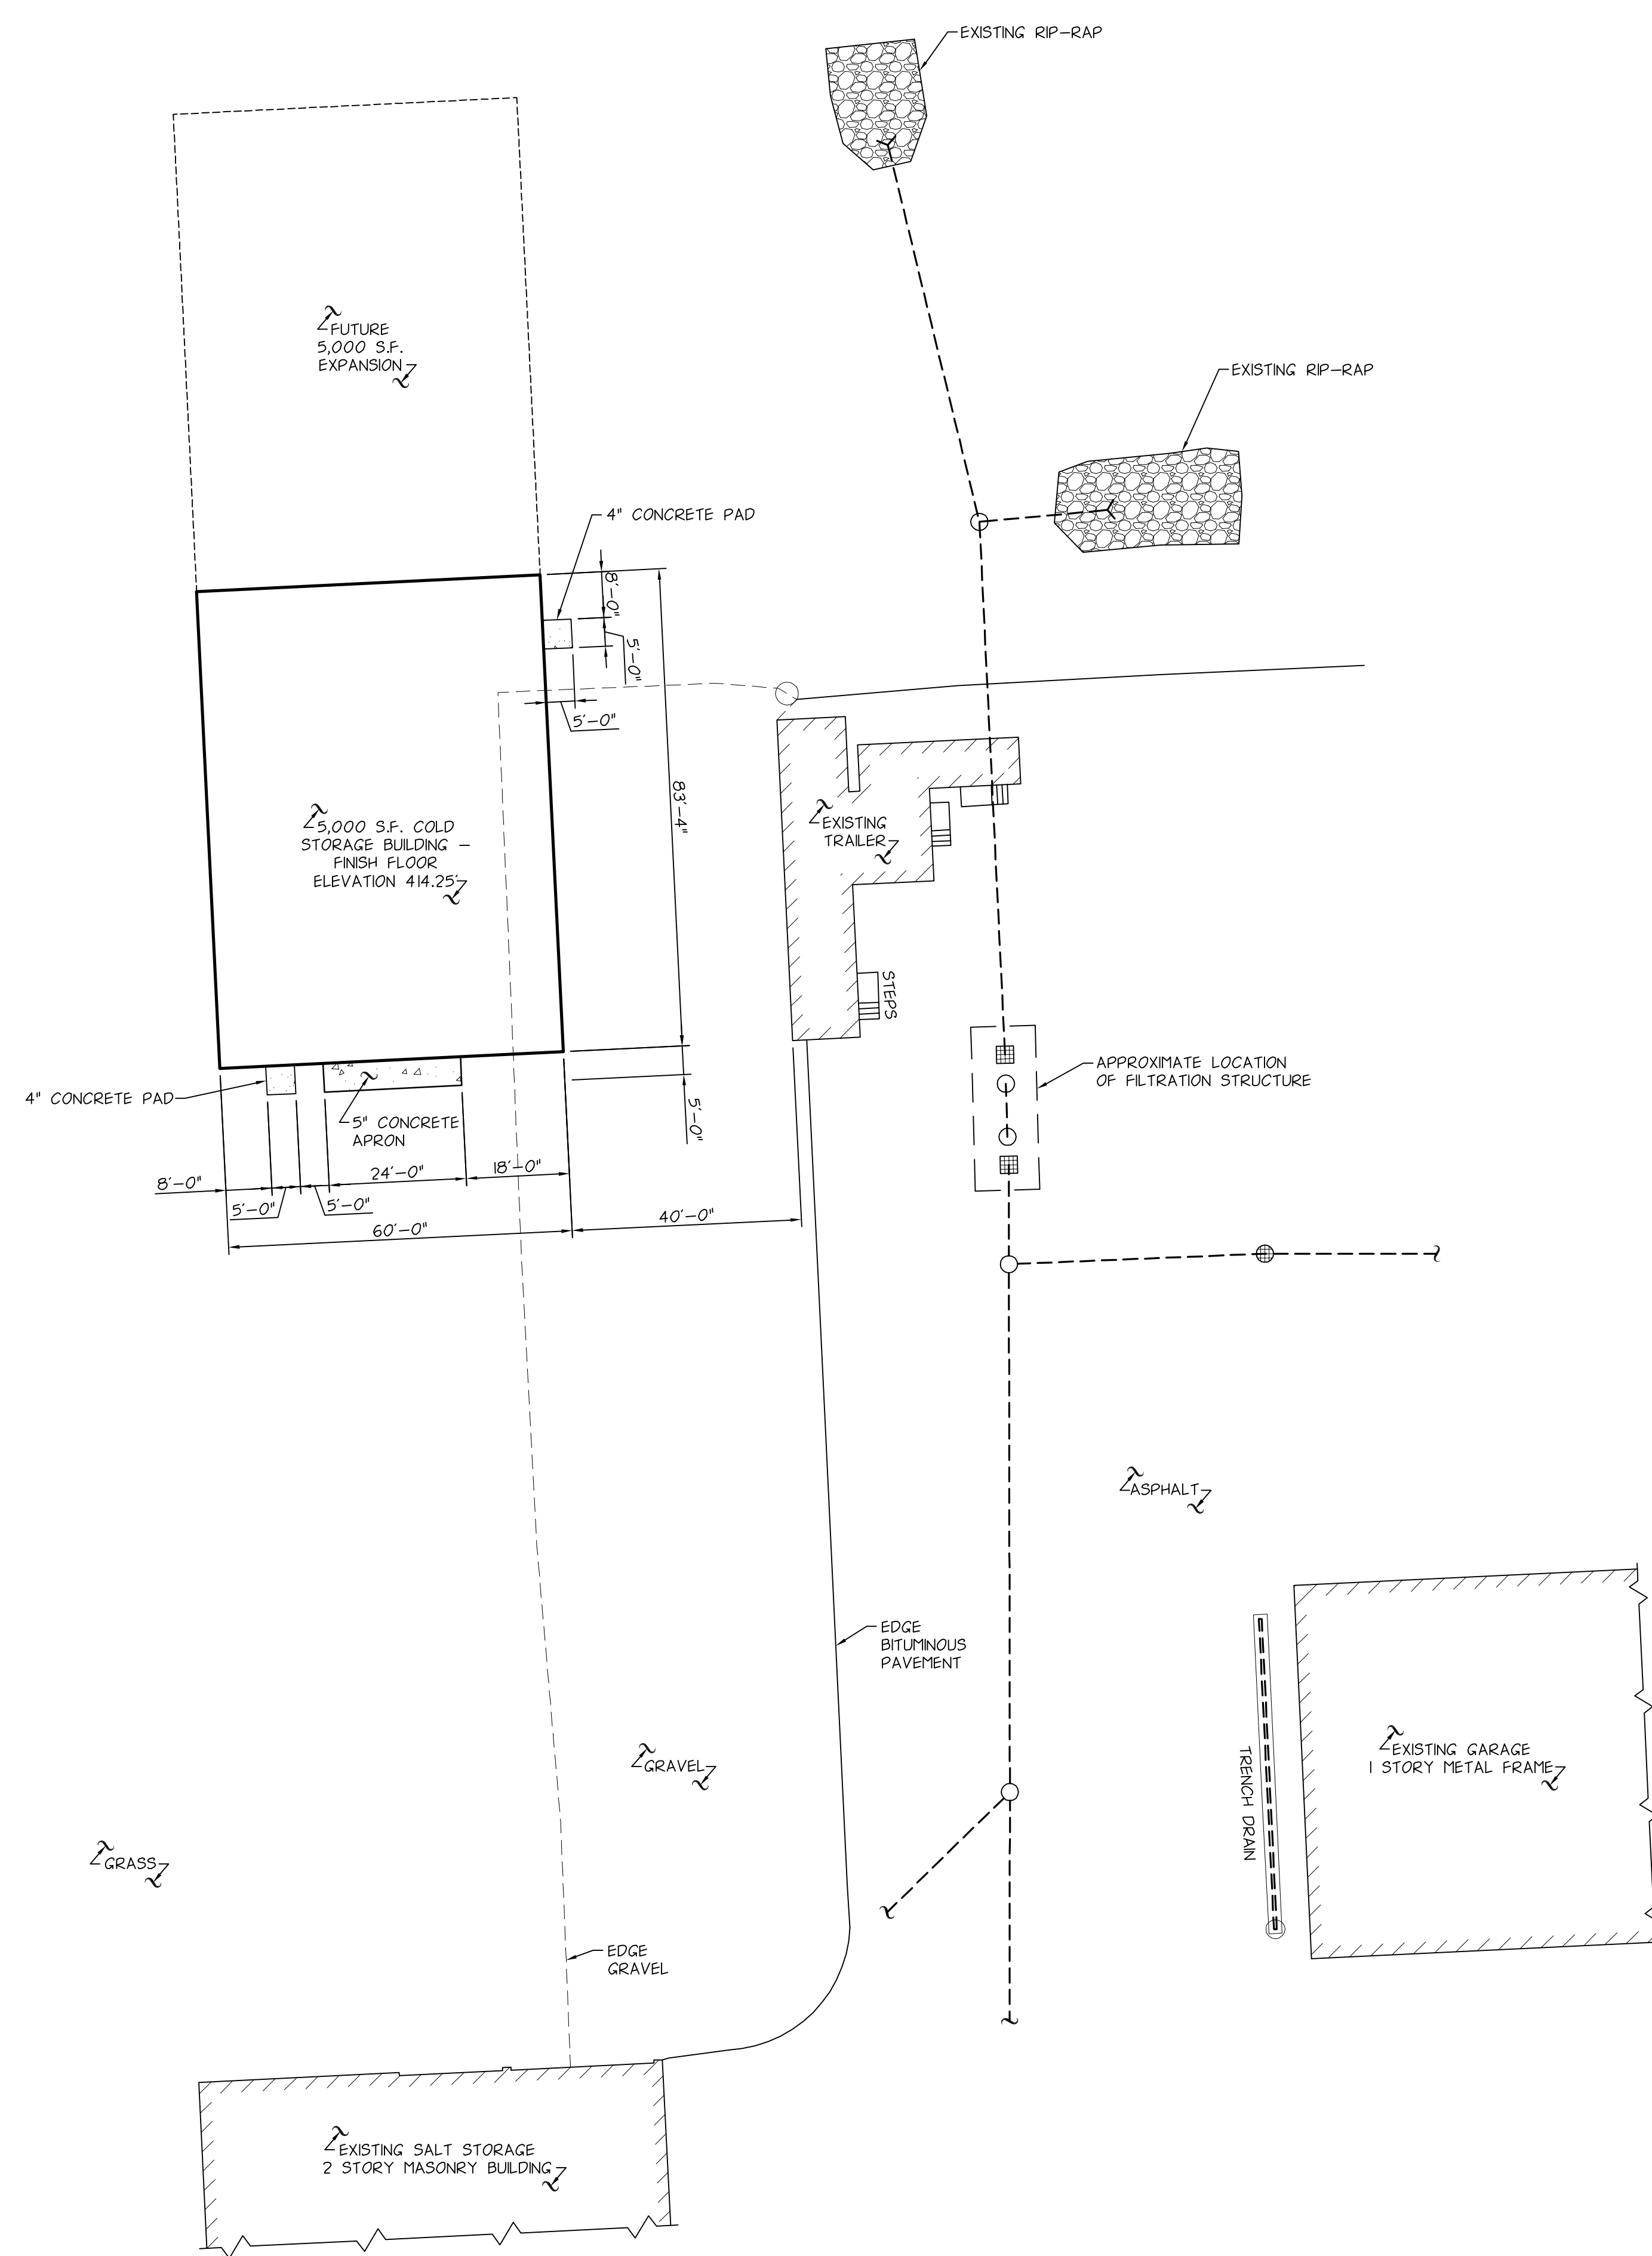 EXISTING RIP-RAP
FUTURE
5,000 S.F.
EXPANSION
EXISTING RIP-RAP
4" CONCRETE PAD
8'-0"
5'-0"
5'-0"
83'-4"
5,000 S.F. COLD
STORAGE BUILDING -
FINISH FLOOR
ELEVATION 414.25'
EXISTING
TRAILER
STEPS
APPROXIMATE LOCATION
OF FILTRATION STRUCTURE
4" CONCRETE PAD
5" CONCRETE
APRON
5'-0"
8'-0"
5'-0"
5'-0"
24'-0"
18'-0"
60'-0"
40'-0"
ASPHALT
EDGE
BITUMINOUS
PAVEMENT
GRAVEL
TRENCH DRAIN
EXISTING GARAGE
1 STORY METAL FRAME
GRASS
EDGE
GRAVEL
EXISTING SALT STORAGE
2 STORY MASONRY BUILDING